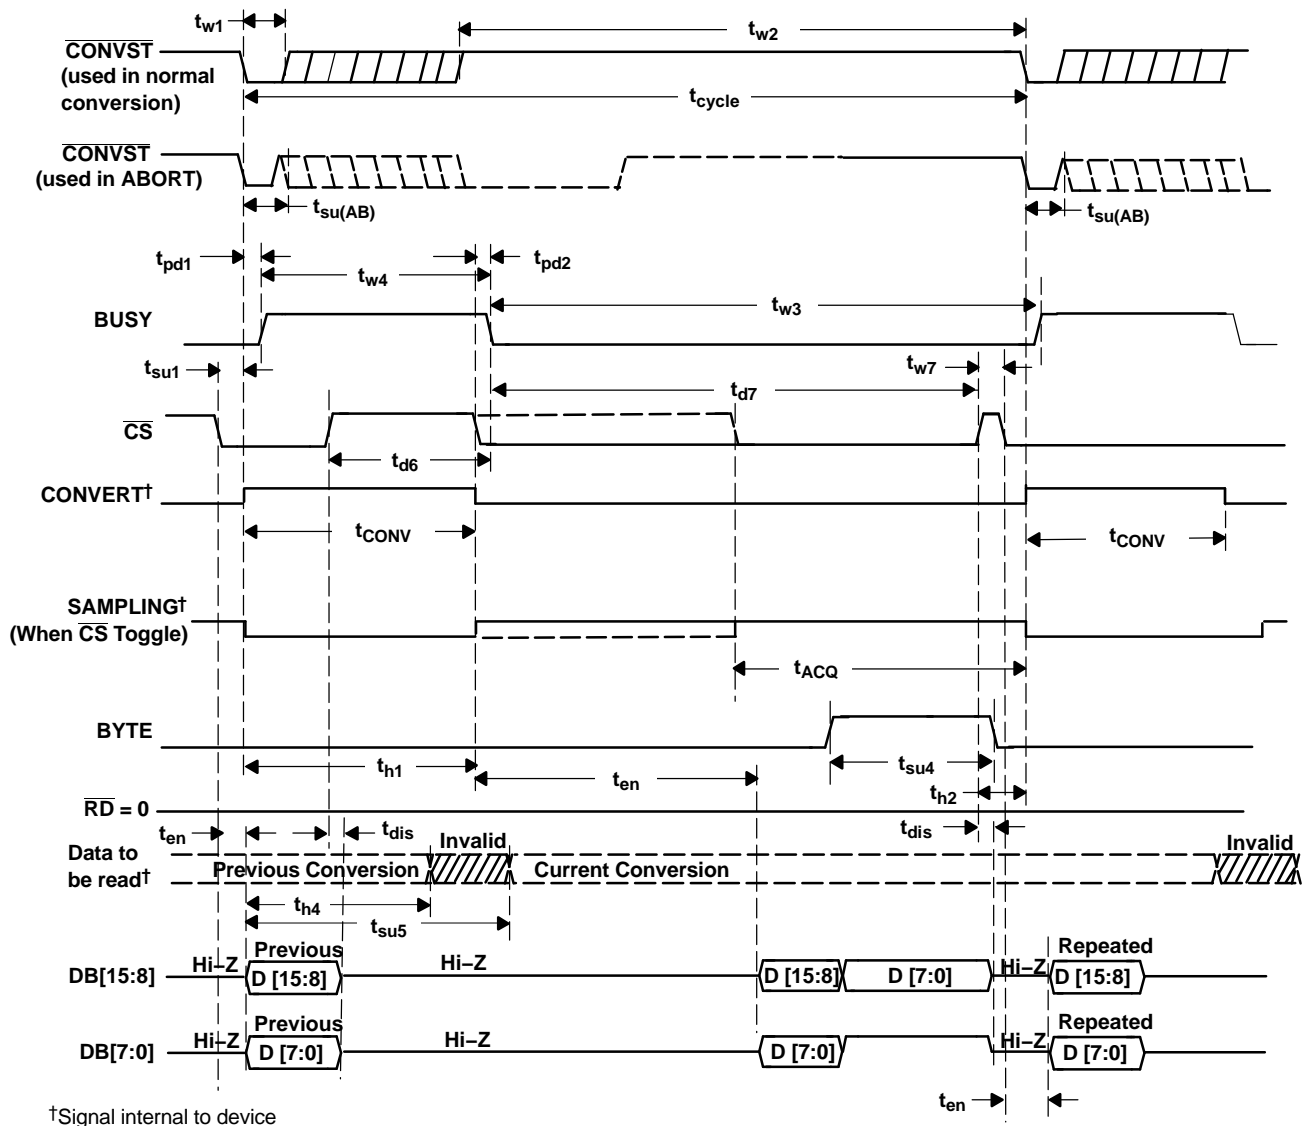 tw1
tw2
CONVST
(used in normal
conversion)
tcycle
CONVST
(used in ABORT)
tsu(AB)
tsu(AB)
tpd1
tw4
tpd2
tw3
BUSY
tsu1
tw7
td7
CS
td6
CONVERT†
tCONV
tCONV
SAMPLING†
(When CS Toggle)
tACQ
BYTE
th1
ten
tsu4
th2
RD = 0
ten
tdis
tdis
Data to
be read†
Previous Conversion
Invalid
Current Conversion
Invalid
th4
tsu5
DB[15:8]
Hi–Z
Previous
D [15:8]
Hi–Z
D [15:8]
D [7:0]
Hi–Z
Repeated
D [15:8]
DB[7:0]
Hi–Z
Previous
D [7:0]
Hi–Z
D [7:0]
Hi–Z
Repeated
D [7:0]
ten
†Signal internal to device